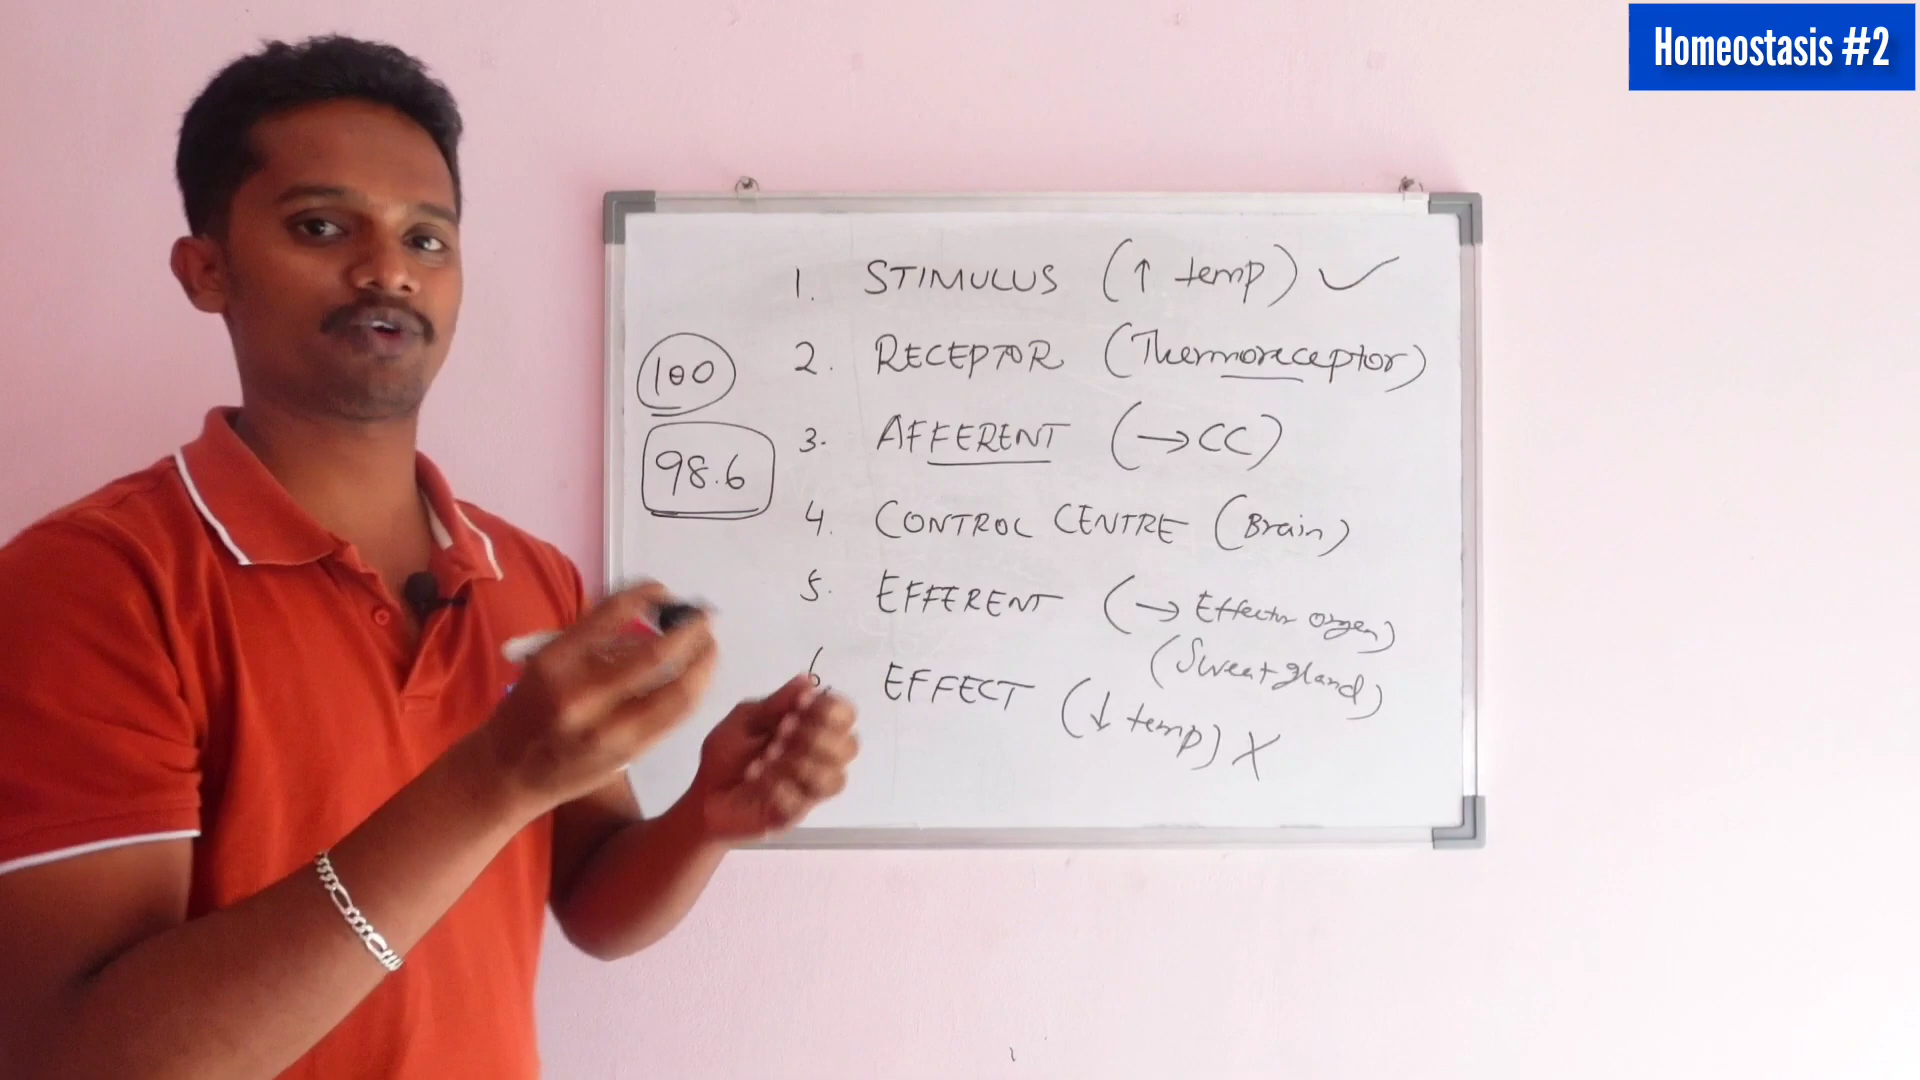 Homeostasis #2
1. STIMULUS (↑ temp) ✓
2. RECEPTOR (Thermoreceptor)
100
3. AFFERENT (→ CC)
98.6
4. CONTROL CENTRE (Brain)
5. EFFERENT (→ Effector organ)
(Sweat gland)
6. EFFECT (↓ temp) X